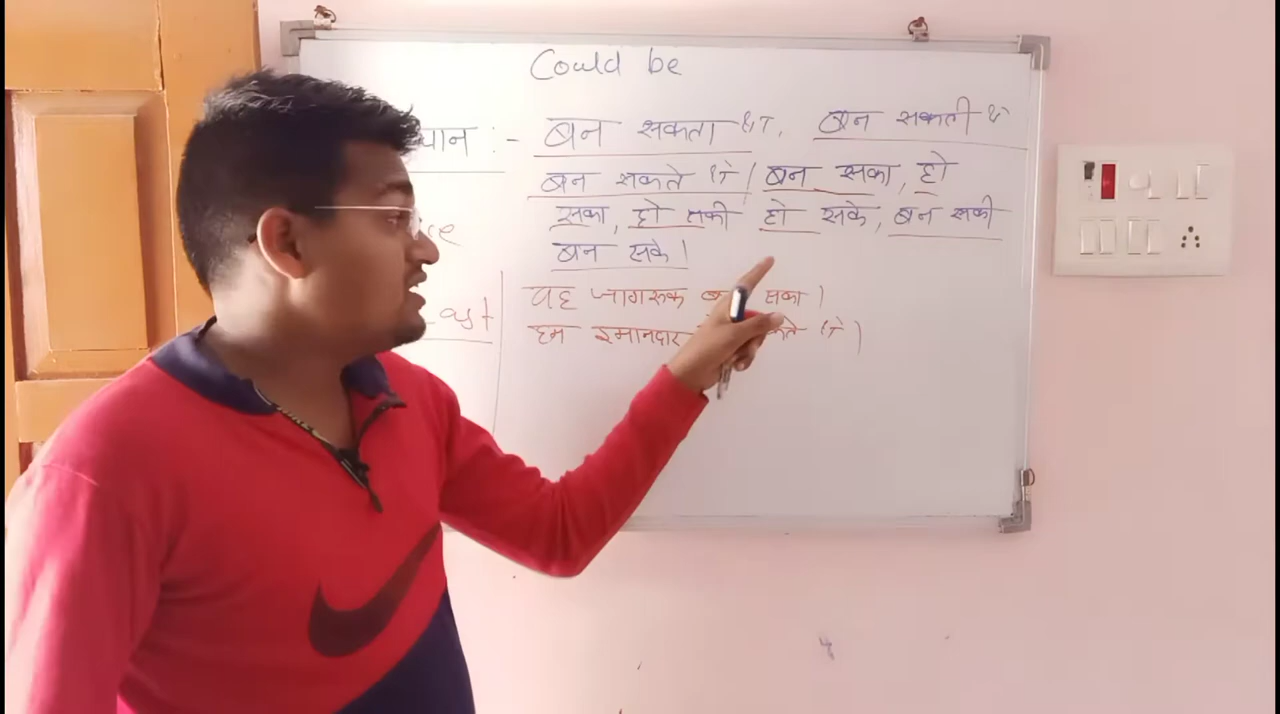 Could be
बन सकता था, बन सकती थी
बन सकते थे / बन सका, हो
सका, हो सकी हो सके, बन सकी
बन सके।
वह जागरूक सका।
हम ईमानदार थे।